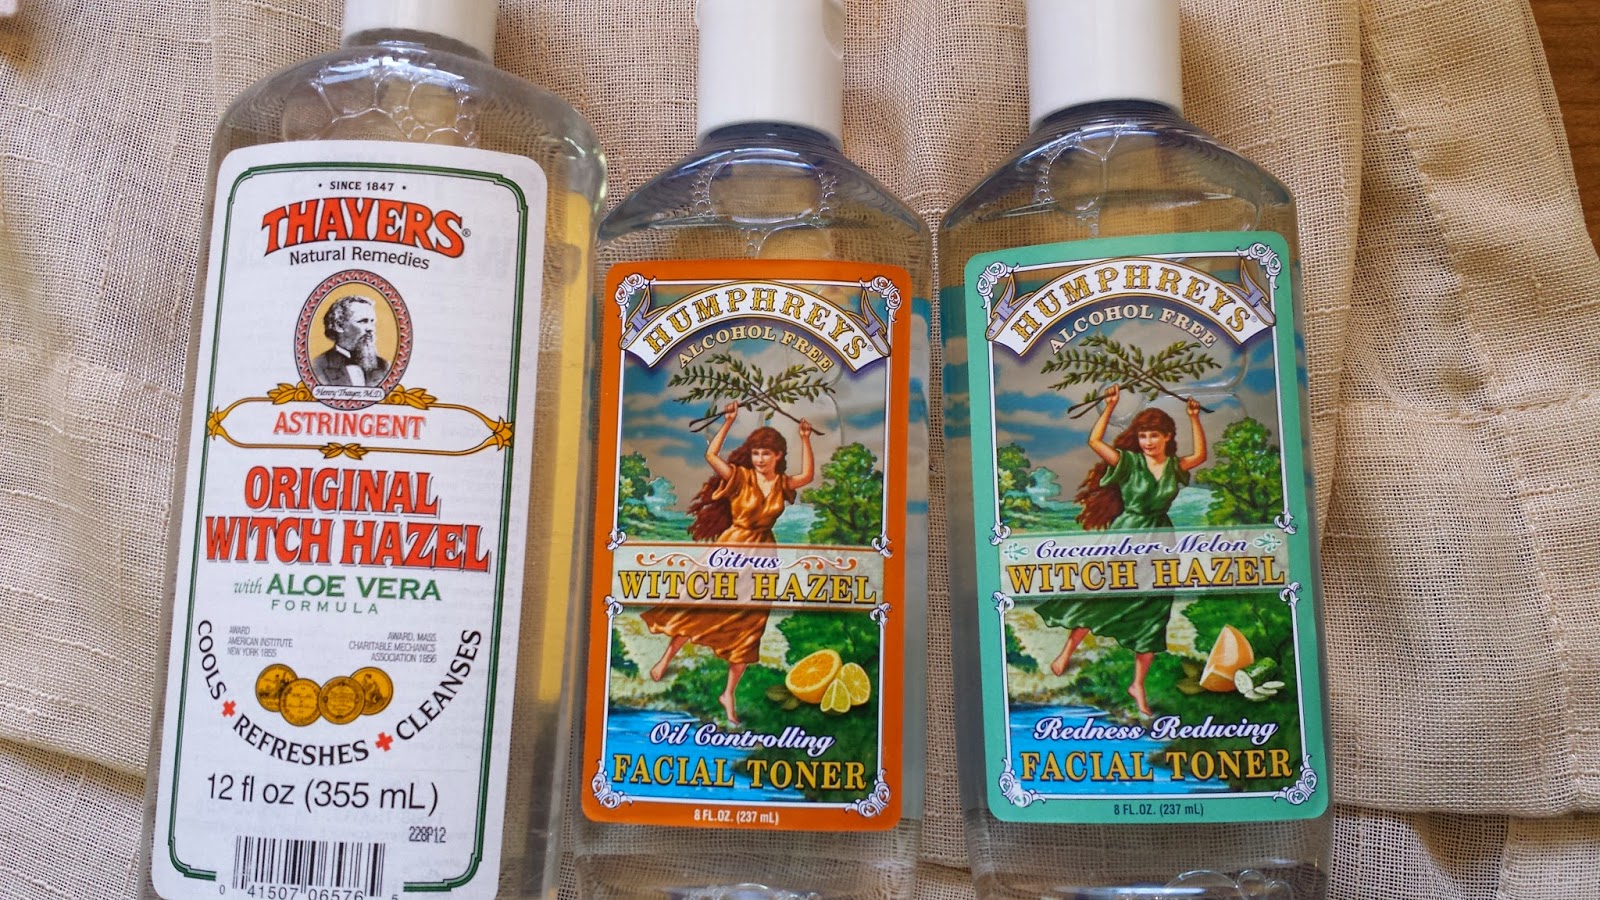 • SINCE 1847 •
THAYERS®
Natural Remedies
Henry Thayer, M.D.
ASTRINGENT
ORIGINAL
WITCH HAZEL
with ALOE VERA
FORMULA
AWARD
AMERICAN INSTITUTE
NEW YORK 1855
AWARD, MASS.
CHARITABLE MECHANICS
ASSOCIATION 1856
COOLS + REFRESHES + CLEANSES
12 fl oz (355 mL)
228P12
0 41507 06576 5
HUMPHREYS®
ALCOHOL FREE
Citrus
WITCH HAZEL
Oil Controlling
FACIAL TONER
8 FL.OZ. (237 mL)
HUMPHREYS®
ALCOHOL FREE
Cucumber Melon
WITCH HAZEL
Redness Reducing
FACIAL TONER
8 FL.OZ. (237 mL)